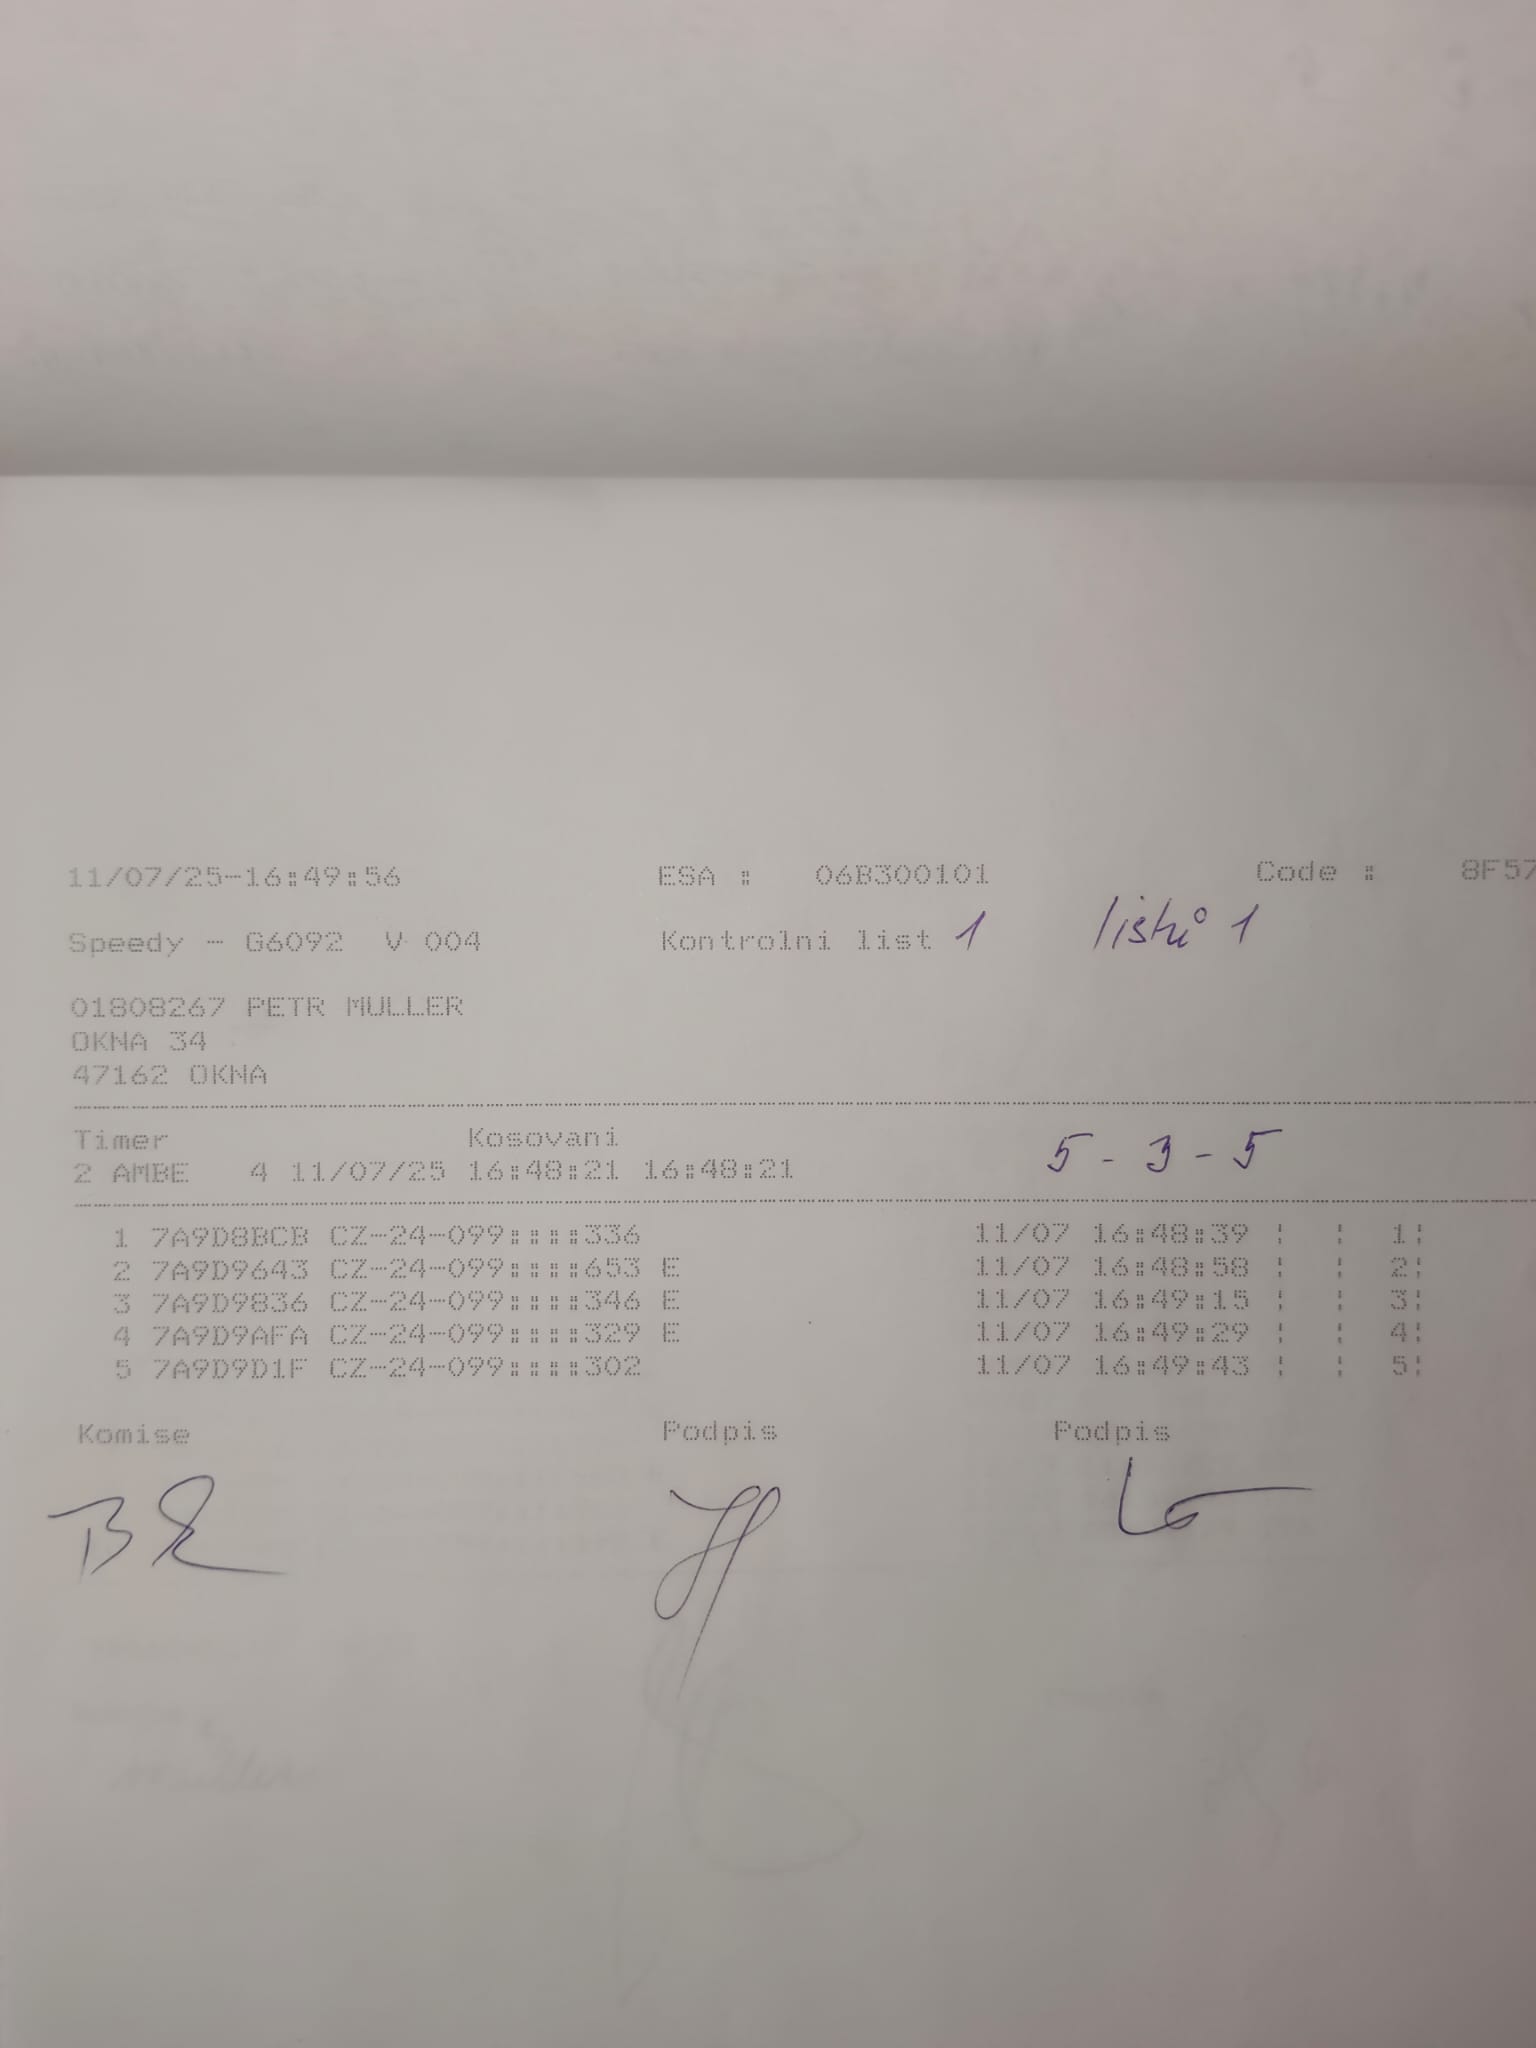 11/07/25-16:49:56 ESA : 06B300101 Code : 8F57
Speedy - G6092 V 004 Kontrolni list 1 listů 1
01808267 PETR MULLER
OKNA 34
47162 OKNA
Timer Kosovani
2 AMBE 4 11/07/25 16:48:21 16:48:21 5 - 3 - 5
1 7A9D8BCB CZ-24-099::::336 11/07 16:48:39 ¦ ¦ 1¦
2 7A9D9643 CZ-24-099::::653 E 11/07 16:48:58 ¦ ¦ 2¦
3 7A9D9836 CZ-24-099::::346 E 11/07 16:49:15 ¦ ¦ 3¦
4 7A9D9AFA CZ-24-099::::329 E 11/07 16:49:29 ¦ ¦ 4¦
5 7A9D9D1F CZ-24-099::::302 11/07 16:49:43 ¦ ¦ 5¦
Komise Podpis Podpis